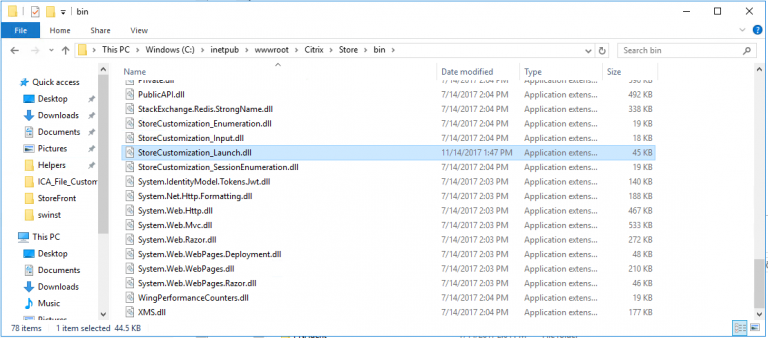 bin
File Home Share View
This PC Windows (C:) inetpub wwwroot Citrix Store bin Search bin
Name Date modified Type Size
Quick access
Desktop
Downloads
Documents
Pictures
Helpers
ICA_File_Custom
StoreFront
swinst
This PC
Desktop
Documents
Downloads
Music
Pictures
Private.dll 7/14/2017 2:04 PM Application extens... 390 KB
PublicAPI.dll 7/14/2017 2:04 PM Application extens... 492 KB
StackExchange.Redis.StrongName.dll 7/14/2017 2:04 PM Application extens... 338 KB
StoreCustomization_Enumeration.dll 7/14/2017 2:04 PM Application extens... 19 KB
StoreCustomization_Input.dll 7/14/2017 2:04 PM Application extens... 18 KB
StoreCustomization_Launch.dll 11/14/2017 1:47 PM Application extens... 45 KB
StoreCustomization_SessionEnumeration.dll 7/14/2017 2:04 PM Application extens... 19 KB
System.IdentityModel.Tokens.Jwt.dll 7/14/2017 2:03 PM Application extens... 140 KB
System.Net.Http.Formatting.dll 7/14/2017 2:03 PM Application extens... 188 KB
System.Web.Http.dll 7/14/2017 2:03 PM Application extens... 467 KB
System.Web.Mvc.dll 7/14/2017 2:03 PM Application extens... 533 KB
System.Web.Razor.dll 7/14/2017 2:03 PM Application extens... 272 KB
System.Web.WebPages.Deployment.dll 7/14/2017 2:03 PM Application extens... 48 KB
System.Web.WebPages.dll 7/14/2017 2:03 PM Application extens... 210 KB
System.Web.WebPages.Razor.dll 7/14/2017 2:03 PM Application extens... 46 KB
WingPerformanceCounters.dll 7/14/2017 2:04 PM Application extens... 19 KB
XMS.dll 7/14/2017 2:04 PM Application extens... 177 KB
78 items 1 item selected 44.5 KB